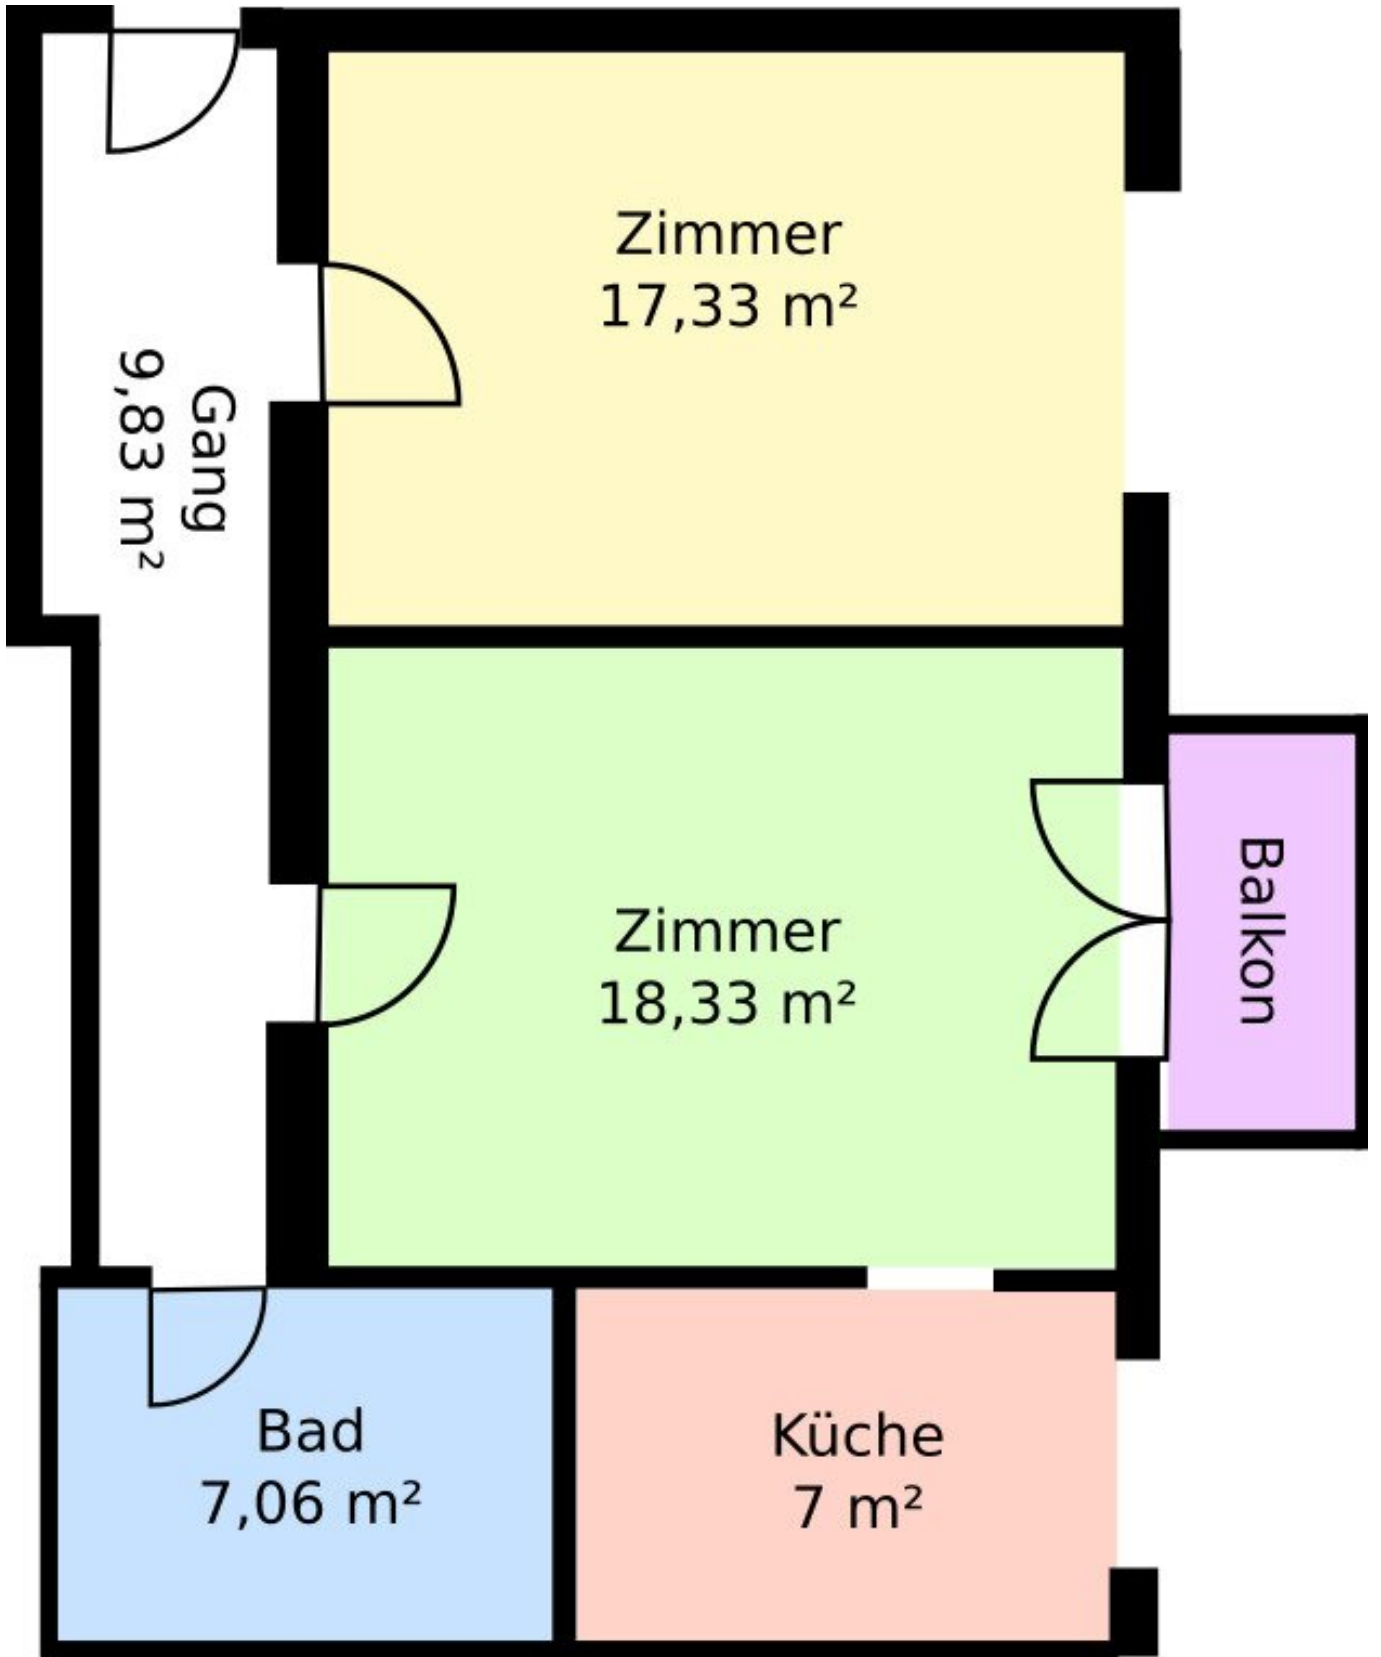 Zimmer
17,33 m²
Gang
9,83 m²
Zimmer
18,33 m²
Balkon
Bad
7,06 m²
Küche
7 m²